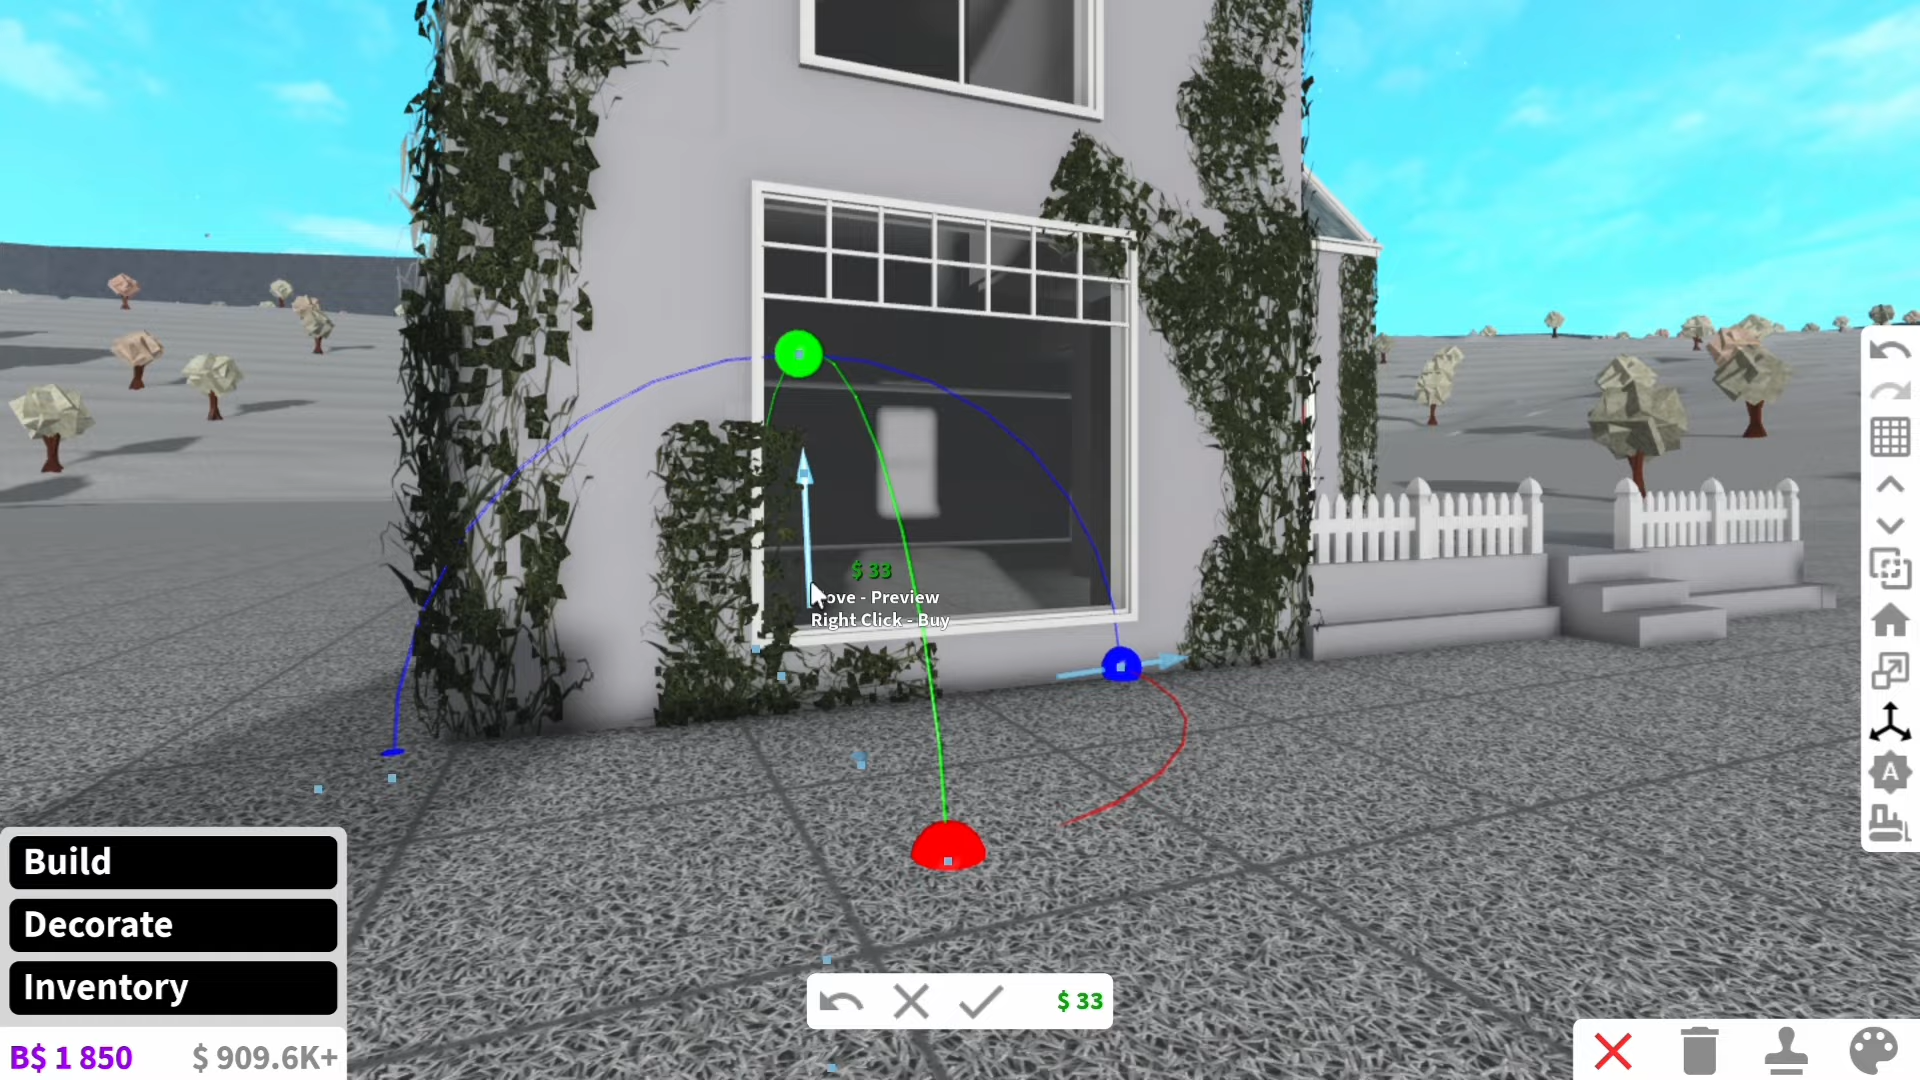 $ 33
ove - Preview
Right Click - Buy
A
Build
Decorate
Inventory
B$ 1 850
$ 909.6K+
$ 33